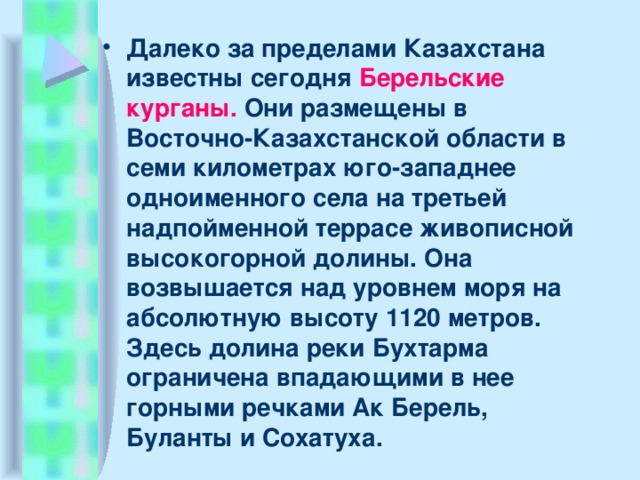 • Далеко за пределами Казахстана
известны сегодня Берельские
курганы. Они размещены в
Восточно-Казахстанской области в
семи километрах юго-западнее
одноименного села на третьей
надпойменной террасе живописной
высокогорной долины. Она
возвышается над уровнем моря на
абсолютную высоту 1120 метров.
Здесь долина реки Бухтарма
ограничена впадающими в нее
горными речками Ак Берель,
Буланты и Сохатуха.